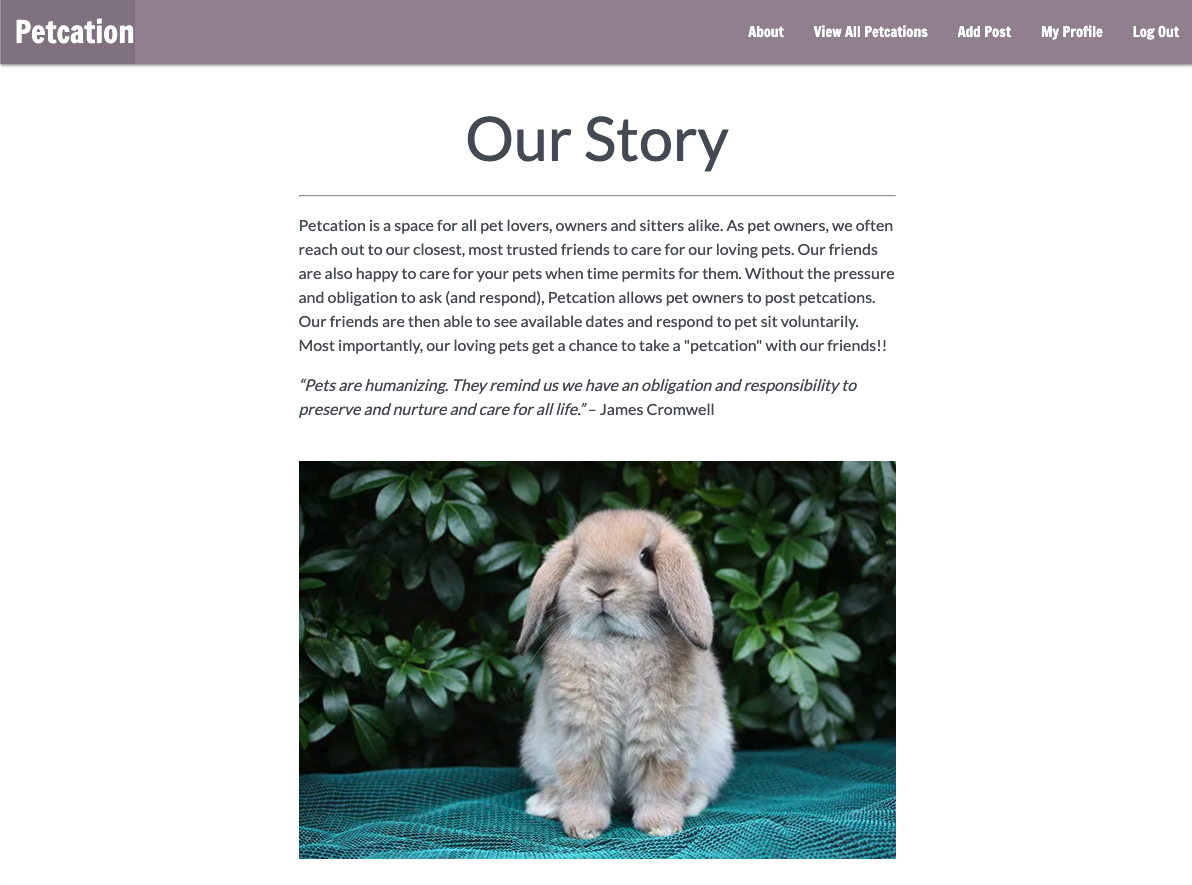 Petcation
About View All Petcations Add Post My Profile Log Out
Our Story
Petcation is a space for all pet lovers, owners and sitters alike. As pet owners, we often
reach out to our closest, most trusted friends to care for our loving pets. Our friends
are also happy to care for your pets when time permits for them. Without the pressure
and obligation to ask (and respond), Petcation allows pet owners to post petcations.
Our friends are then able to see available dates and respond to pet sit voluntarily.
Most importantly, our loving pets get a chance to take a "petcation" with our friends!!
“Pets are humanizing. They remind us we have an obligation and responsibility to
preserve and nurture and care for all life.” – James Cromwell